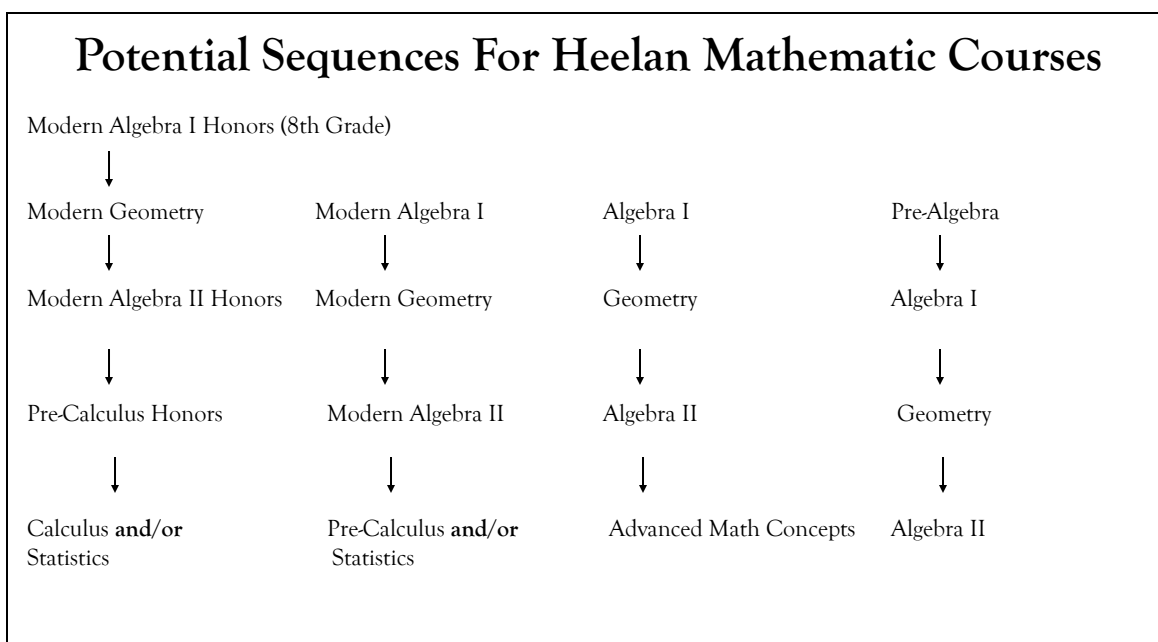 Potential Sequences For Heelan Mathematic Courses
Modern Algebra I Honors (8th Grade)
Modern Geometry Modern Algebra I Algebra I Pre-Algebra
Modern Algebra II Honors Modern Geometry Geometry Algebra I
Pre-Calculus Honors Modern Algebra II Algebra II Geometry
Calculus and/or Pre-Calculus and/or Advanced Math Concepts Algebra II
Statistics Statistics